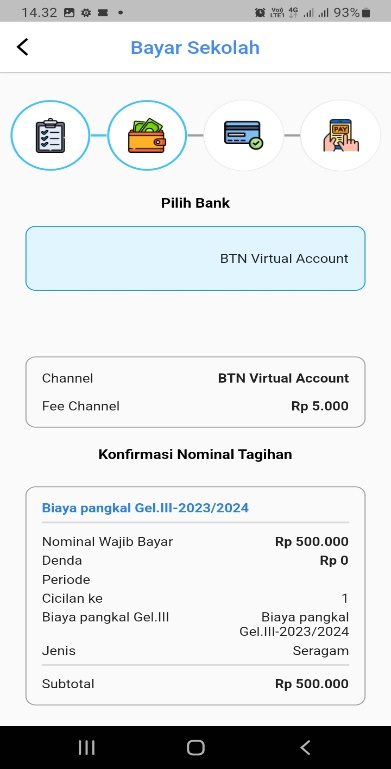 14.32 VoD LTE1 4G 93%
Bayar Sekolah
PAY
Pilih Bank
BTN Virtual Account
Channel BTN Virtual Account
Fee Channel Rp 5.000
Konfirmasi Nominal Tagihan
Biaya pangkal Gel.III-2023/2024
Nominal Wajib Bayar Rp 500.000
Denda Rp 0
Periode
Cicilan ke 1
Biaya pangkal Gel.III Biaya pangkal
Gel.III-2023/2024
Jenis Seragam
Subtotal Rp 500.000